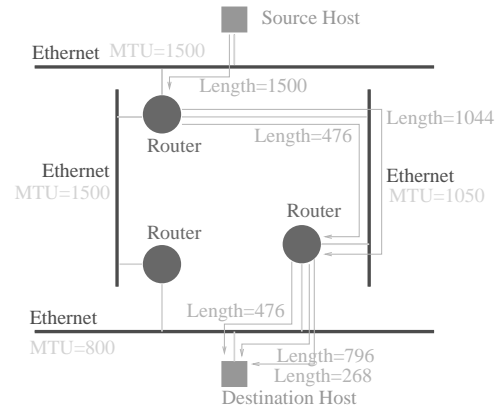 Source Host
Ethernet
MTU=1500
Length=1500
Length=1044
Length=476
Router
Ethernet
MTU=1500
Ethernet
MTU=1050
Router
Router
Length=476
Ethernet
MTU=800
Length=796
Length=268
Destination Host